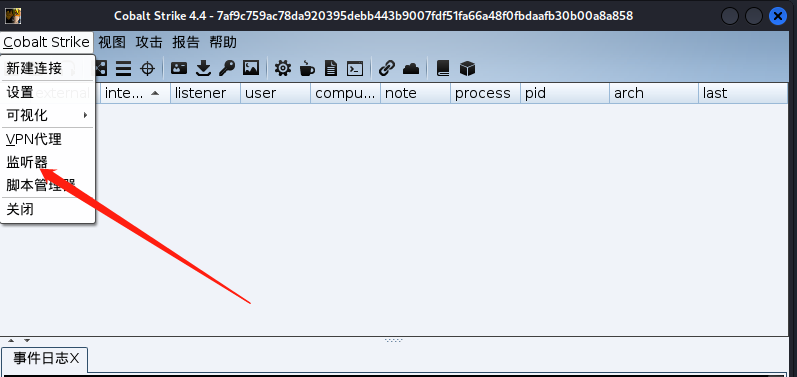 Cobalt Strike 4.4 - 7af9c759ac78da920395debb443b9007fdf51fa66a48f0fbdaafb30b00a8a858
Cobalt Strike 视图 攻击 报告 帮助
新建连接
external inte... listener user compu... note process pid arch last
设置
可视化
VPN代理
监听器
脚本管理器
关闭
事件日志X